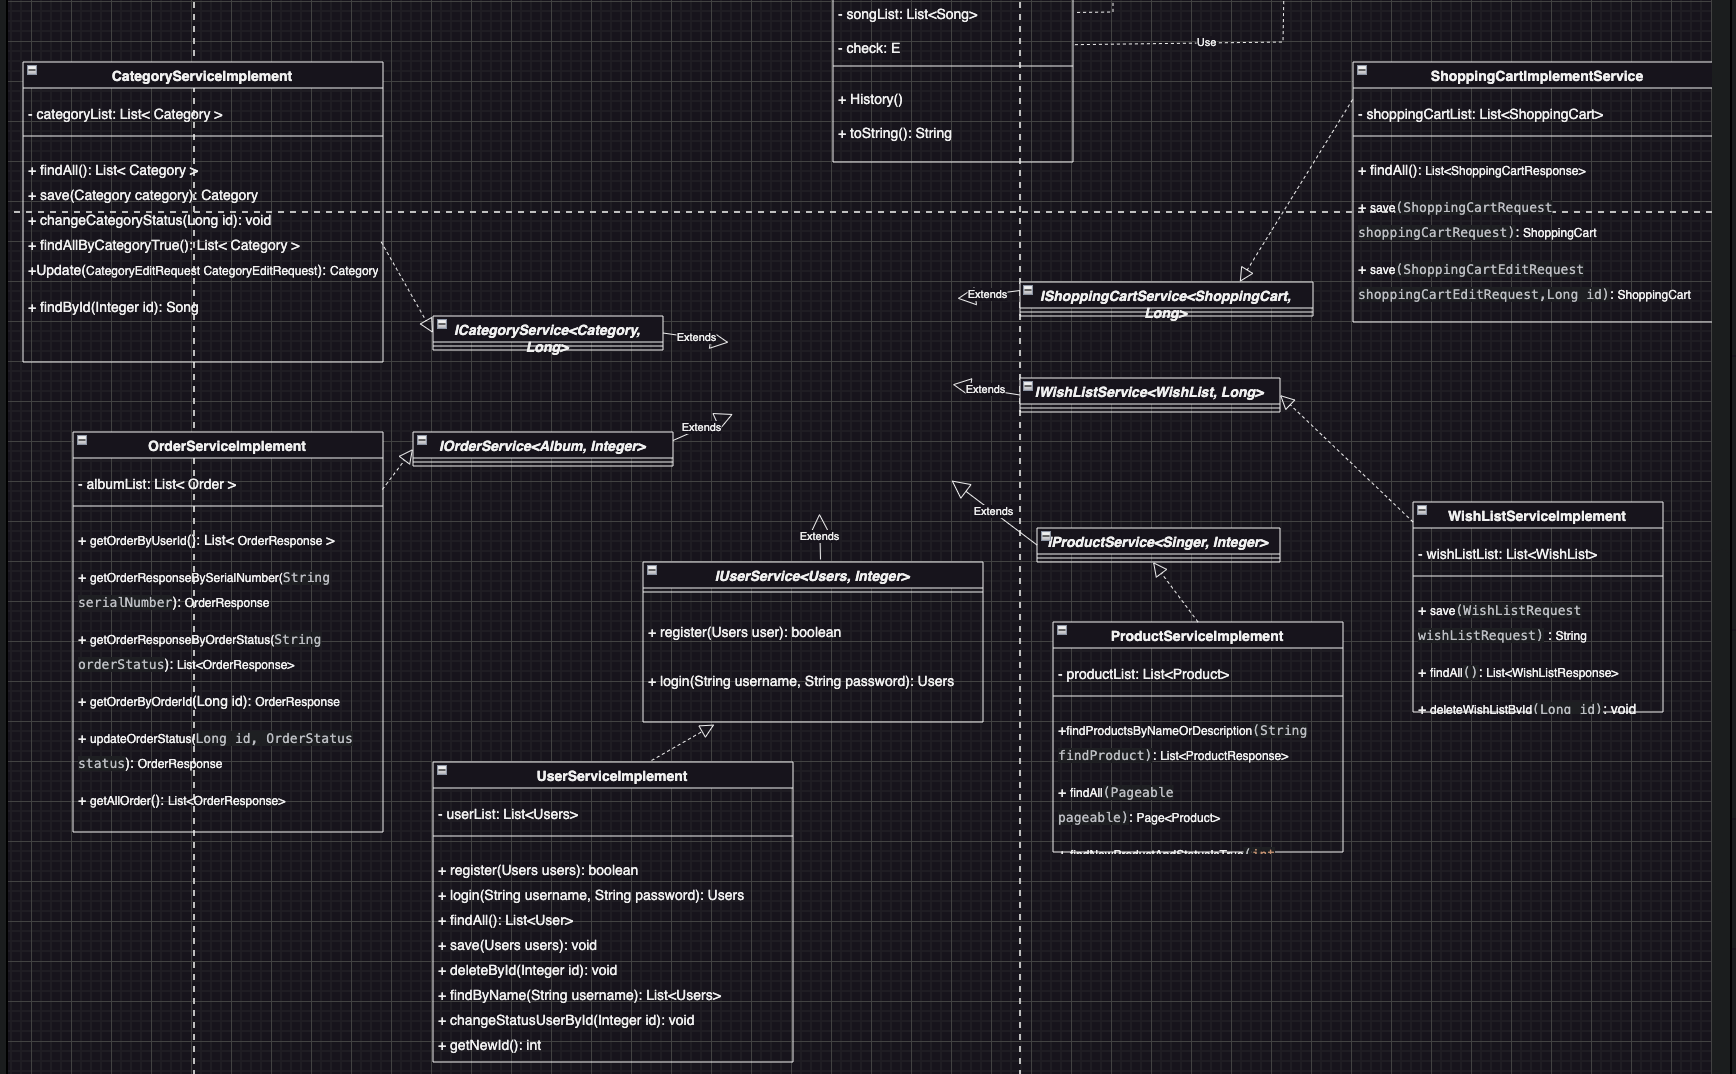 - songList: List<Song>
- check: E
+ History()
+ toString(): String
Use
CategoryServiceImplement
- categoryList: List< Category >
+ findAll(): List< Category >
+ save(Category category): Category
+ changeCategoryStatus(Long id): void
+ findAllByCategoryTrue(): List< Category >
+Update(CategoryEditRequest CategoryEditRequest): Category
+ findById(Integer id): Song
ShoppingCartImplementService
- shoppingCartList: List<ShoppingCart>
+ findAll(): List<ShoppingCartResponse>
+ save(ShoppingCartRequest
shoppingCartRequest): ShoppingCart
+ save(ShoppingCartEditRequest
shoppingCartEditRequest,Long id): ShoppingCart
ICategoryService<Category,
Long>
Extends
Extends
IShoppingCartService<ShoppingCart,
Long>
Extends
IWishListService<WishList, Long>
OrderServiceImplement
- albumList: List< Order >
+ getOrderByUserId(): List< OrderResponse >
+ getOrderResponseBySerialNumber(String
serialNumber): OrderResponse
+ getOrderResponseByOrderStatus(String
orderStatus): List<OrderResponse>
+ getOrderByOrderId(Long id): OrderResponse
+ updateOrderStatus(Long id, OrderStatus
status): OrderResponse
+ getAllOrder(): List<OrderResponse>
IOrderService<Album, Integer>
Extends
Extends
IUserService<Users, Integer>
+ register(Users user): boolean
+ login(String username, String password): Users
Extends
IProductService<Singer, Integer>
WishListServiceImplement
- wishListList: List<WishList>
+ save(WishListRequest
wishListRequest) : String
+ findAll(): List<WishListResponse>
+ deleteWishListById(Long id): void
ProductServiceImplement
- productList: List<Product>
+findProductsByNameOrDescription(String
findProduct): List<ProductResponse>
+ findAll(Pageable
pageable): Page<Product>
+ findNewProductAndStatusIsTrue(int
UserServiceImplement
- userList: List<Users>
+ register(Users users): boolean
+ login(String username, String password): Users
+ findAll(): List<User>
+ save(Users users): void
+ deleteById(Integer id): void
+ findByName(String username): List<Users>
+ changeStatusUserById(Integer id): void
+ getNewId(): int